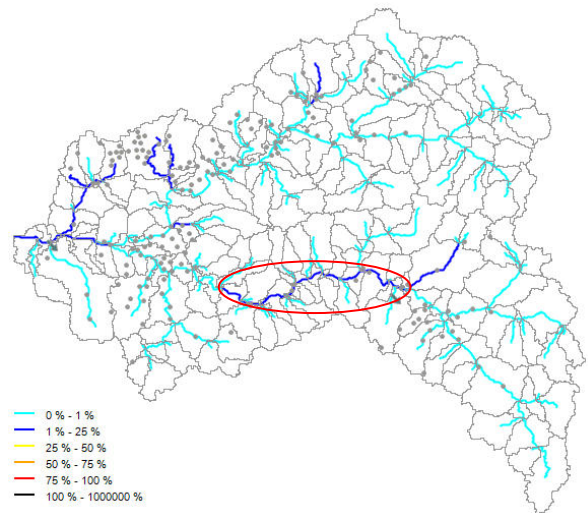 0 % - 1 %
1 % - 25 %
25 % - 50 %
50 % - 75 %
75 % - 100 %
100 % - 1000000 %